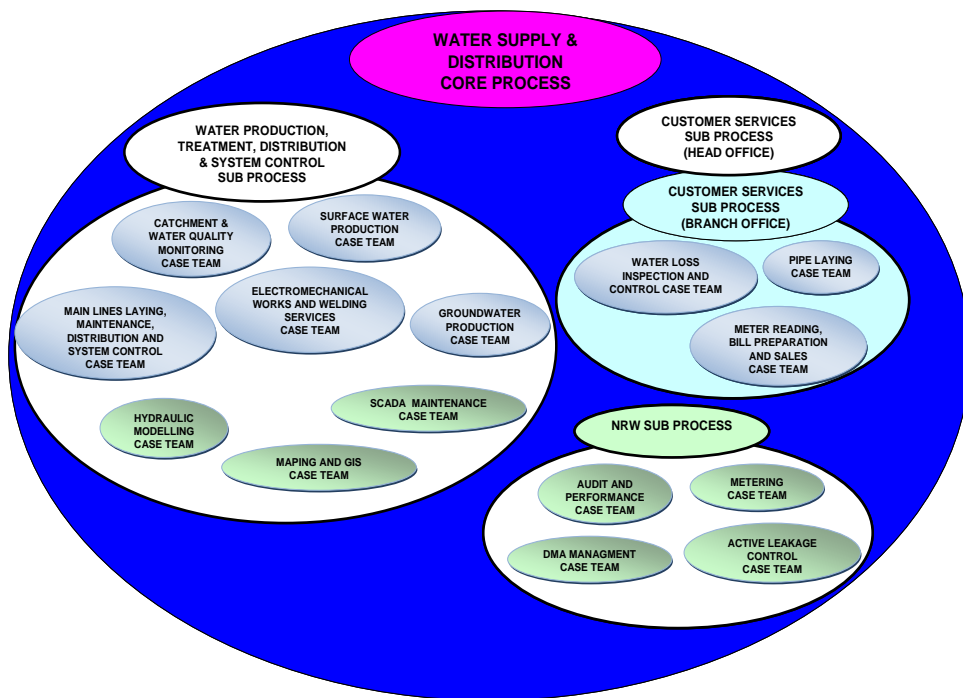 WATER SUPPLY &
DISTRIBUTION
CORE PROCESS
WATER PRODUCTION,
TREATMENT, DISTRIBUTION
& SYSTEM CONTROL
SUB PROCESS
CATCHMENT &
WATER QUALITY
MONITORING
CASE TEAM
SURFACE WATER
PRODUCTION
CASE TEAM
MAIN LINES LAYING,
MAINTENANCE,
DISTRIBUTION AND
SYSTEM CONTROL
CASE TEAM
ELECTROMECHANICAL
WORKS AND WELDING
SERVICES
CASE TEAM
GROUNDWATER
PRODUCTION
CASE TEAM
HYDRAULIC
MODELLING
CASE TEAM
SCADA MAINTENANCE
CASE TEAM
MAPING AND GIS
CASE TEAM
CUSTOMER SERVICES
SUB PROCESS
(HEAD OFFICE)
CUSTOMER SERVICES
SUB PROCESS
(BRANCH OFFICE)
WATER LOSS
INSPECTION AND
CONTROL CASE TEAM
PIPE LAYING
CASE TEAM
METER READING,
BILL PREPARATION
AND SALES
CASE TEAM
NRW SUB PROCESS
AUDIT AND
PERFORMANCE
CASE TEAM
METERING
CASE TEAM
DMA MANAGMENT
CASE TEAM
ACTIVE LEAKAGE
CONTROL
CASE TEAM